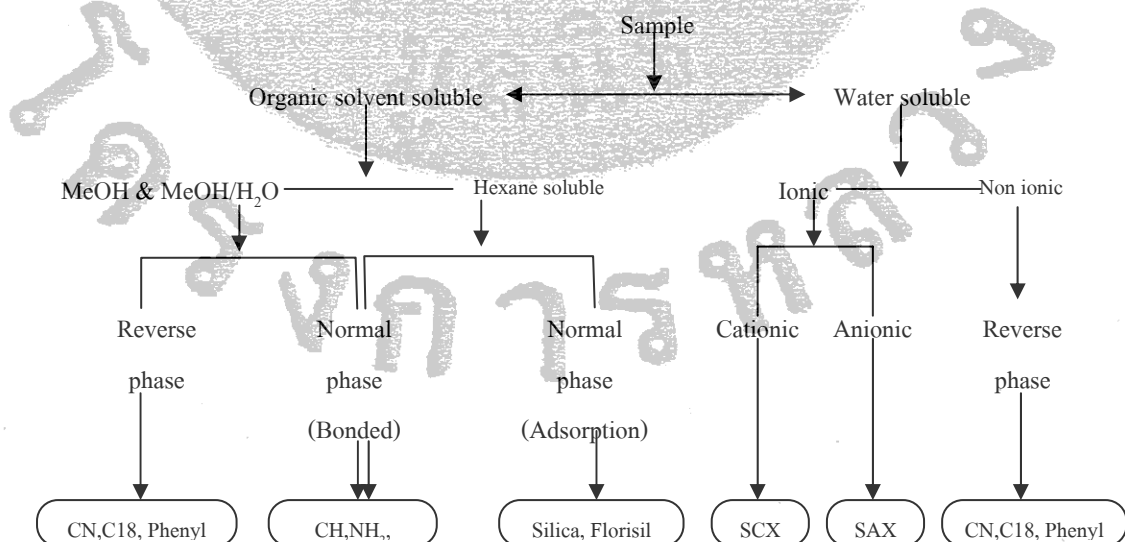 Sample
Organic solvent soluble
Water soluble
MeOH & MeOH/H₂O
Hexane soluble
Ionic
Non ionic
Reverse
phase
Normal
phase
(Bonded)
Normal
phase
(Adsorption)
Cationic
Anionic
Reverse
phase
CN,C18, Phenyl
CH,NH₂,
Silica, Florisil
SCX
SAX
CN,C18, Phenyl